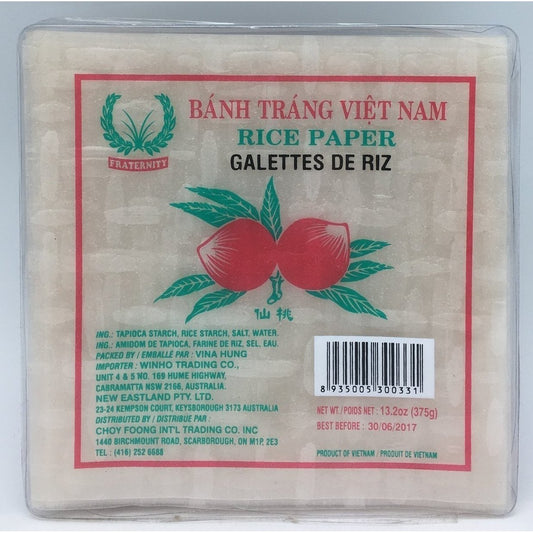 BÁNH TRÁNG VIỆT NAM
RICE PAPER
GALETTES DE RIZ
FRATERNITY
仙桃
ING.: TAPIOCA STARCH, RICE STARCH, SALT, WATER.
ING.: AMIDOM DE TAPIOCA, FARINE DE RIZ, SEL, EAU.
PACKED BY / EMBALLÉ PAR : VINA HUNG
IMPORTER : WINHO TRADING CO.,
UNIT 4 & 5 NO. 169 HUME HIGHWAY,
CABRAMATTA NSW 2166, AUSTRALIA.
NEW EASTLAND PTY. LTD.
23-24 KEMPSON COURT, KEYSBOROUGH 3173 AUSTRALIA
DISTRIBUTED BY / DISTRIBUE PAR :
CHOY FOONG INT'L TRADING CO. INC
1440 BIRCHMOUNT ROAD, SCARBOROUGH, ON M1P. 2E3
TEL : (416) 252 6688
8 935005 300331
NET WT. / POIDS NET : 13.2oz (375g)
BEST BEFORE : 30/06/2017
PRODUCT OF VIETNAM / PRODUIT DE VIETNAM